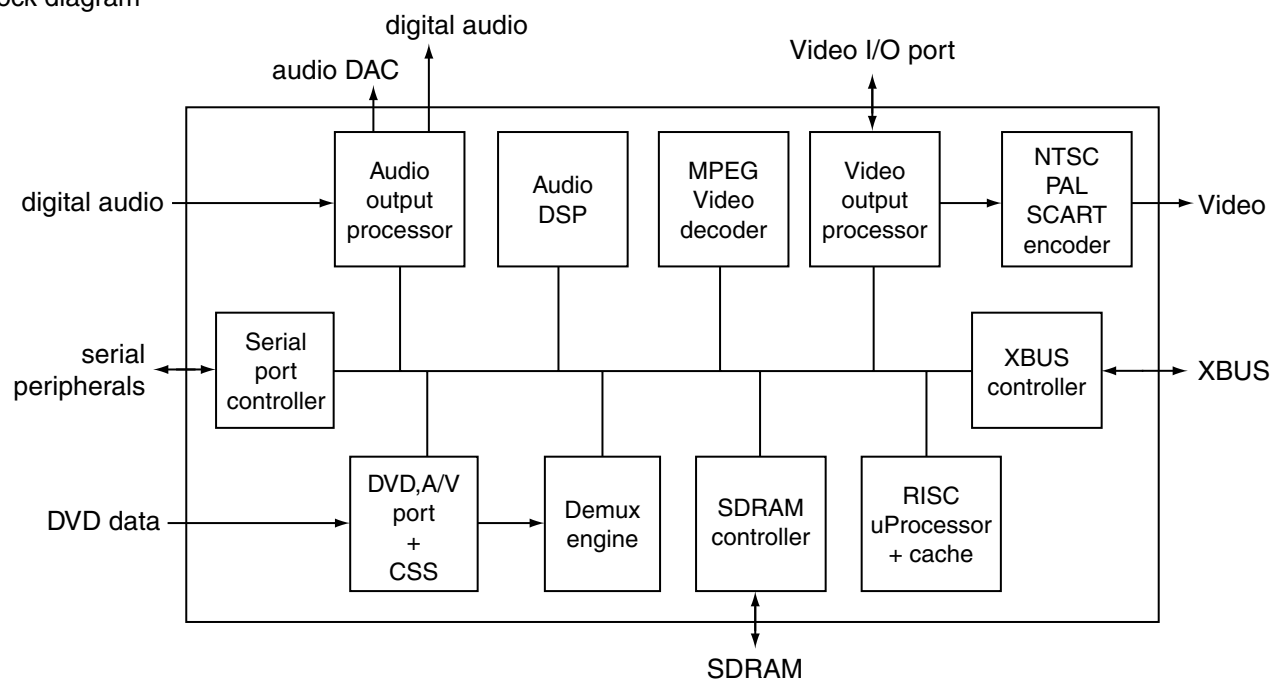 ock diagram
digital audio
audio DAC
Video I/O port
digital audio
Audio
output
processor
Audio
DSP
MPEG
Video
decoder
Video
output
processor
NTSC
PAL
SCART
encoder
Video
serial
peripherals
Serial
port
controller
XBUS
controller
XBUS
DVD data
DVD,A/V
port
+
CSS
Demux
engine
SDRAM
controller
RISC
uProcessor
+ cache
SDRAM